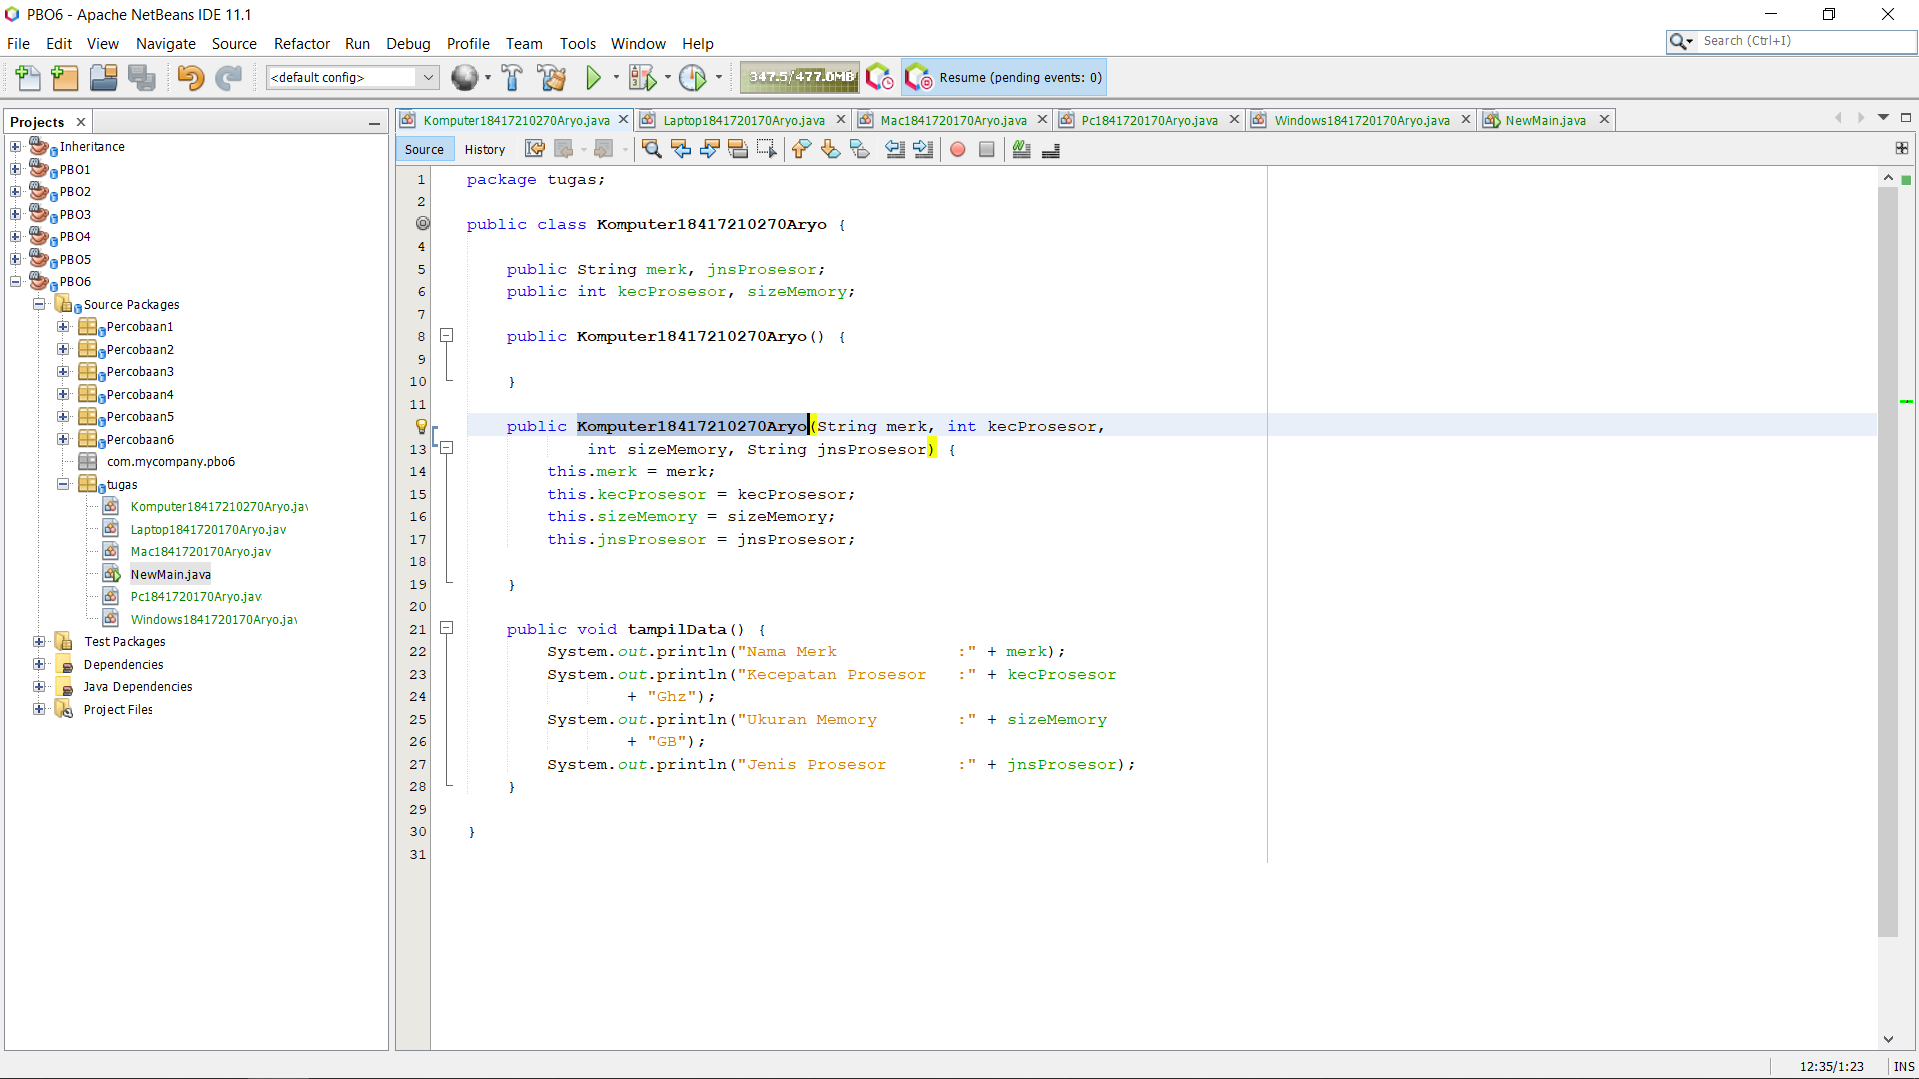 PBO6 - Apache NetBeans IDE 11.1
File Edit View Navigate Source Refactor Run Debug Profile Team Tools Window Help
Search (Ctrl+I)
<default config>
347.5/477.0MB
Resume (pending events: 0)
Projects
Komputer18417210270Aryo.java Laptop1841720170Aryo.java Mac1841720170Aryo.java Pc1841720170Aryo.java Windows1841720170Aryo.java NewMain.java
Source History
Inheritance
PBO1
PBO2
PBO3
PBO4
PBO5
PBO6
Source Packages
Percobaan1
Percobaan2
Percobaan3
Percobaan4
Percobaan5
Percobaan6
com.mycompany.pbo6
tugas
Komputer18417210270Aryo.jav
Laptop1841720170Aryo.jav
Mac1841720170Aryo.jav
NewMain.java
Pc1841720170Aryo.jav
Windows1841720170Aryo.jav
Test Packages
Dependencies
Java Dependencies
Project Files
1 package tugas;
2
public class Komputer18417210270Aryo {
4
5 public String merk, jnsProsesor;
6 public int kecProsesor, sizeMemory;
7
8 public Komputer18417210270Aryo() {
9
10 }
11
public Komputer18417210270Aryo(String merk, int kecProsesor,
13 int sizeMemory, String jnsProsesor) {
14 this.merk = merk;
15 this.kecProsesor = kecProsesor;
16 this.sizeMemory = sizeMemory;
17 this.jnsProsesor = jnsProsesor;
18
19 }
20
21 public void tampilData() {
22 System.out.println("Nama Merk :" + merk);
23 System.out.println("Kecepatan Prosesor :" + kecProsesor
24 + "Ghz");
25 System.out.println("Ukuran Memory :" + sizeMemory
26 + "GB");
27 System.out.println("Jenis Prosesor :" + jnsProsesor);
28 }
29
30 }
31
12:35/1:23 INS